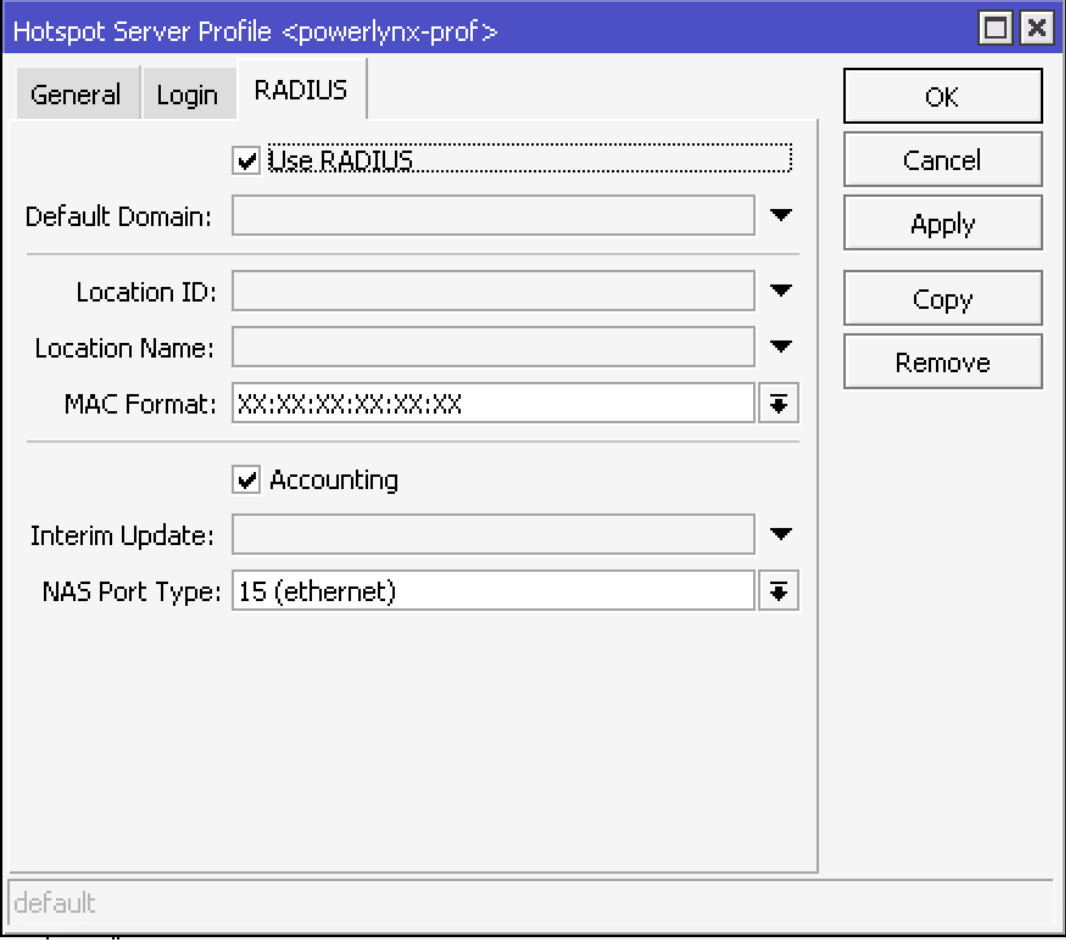 Hotspot Server Profile <powerlynx-prof>
General Login RADIUS
Use RADIUS
Default Domain:
Location ID:
Location Name:
MAC Format: XX:XX:XX:XX:XX:XX
Accounting
Interim Update:
NAS Port Type: 15 (ethernet)
OK
Cancel
Apply
Copy
Remove
default